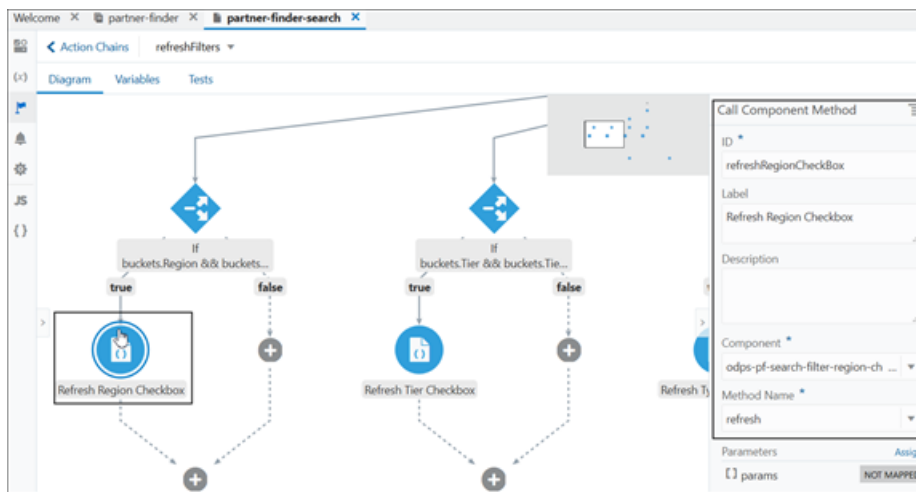 Welcome × partner-finder × partner-finder-search ×
Action Chains refreshFilters
(x)
Diagram Variables Tests
JS
{ }
If
buckets.Region && buckets...
If
buckets.Tier && buckets.Tie...
true false true false
Refresh Region Checkbox
Refresh Tier Checkbox
Refresh Ty
Call Component Method
ID *
refreshRegionCheckBox
Label
Refresh Region Checkbox
Description
Component *
odps-pf-search-filter-region-ch ...
Method Name *
refresh
Parameters Assig
[ ] params NOT MAPPED